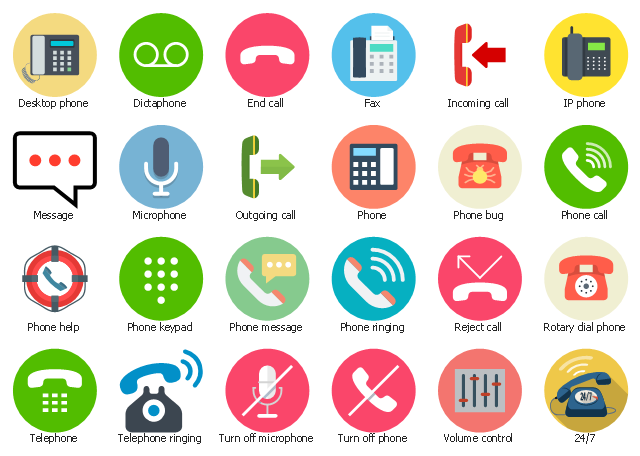 Desktop phone
Dictaphone
End call
Fax
Incoming call
IP phone
Message
Microphone
Outgoing call
Phone
Phone bug
Phone call
Phone help
Phone keypad
Phone message
Phone ringing
Reject call
Rotary dial phone
24/7
Telephone
Telephone ringing
Turn off microphone
Turn off phone
Volume control
24/7